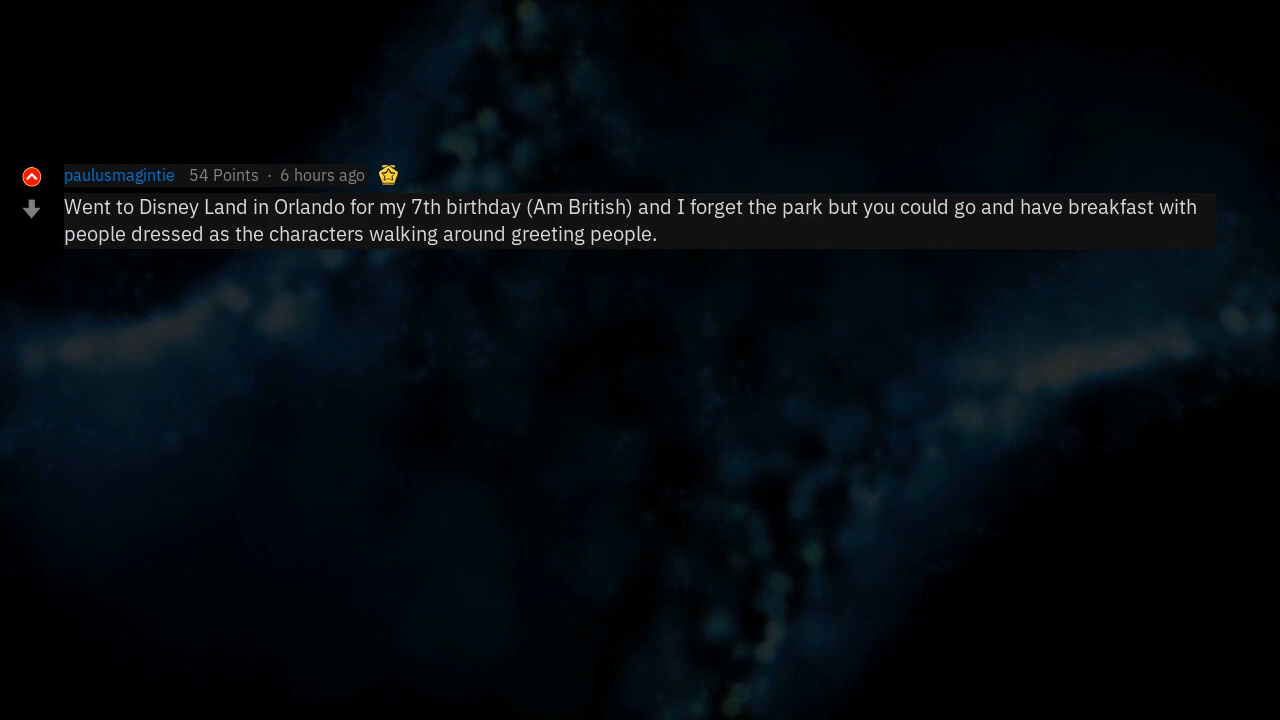 paulusmagintie 54 Points · 6 hours ago
Went to Disney Land in Orlando for my 7th birthday (Am British) and I forget the park but you could go and have breakfast with
people dressed as the characters walking around greeting people.